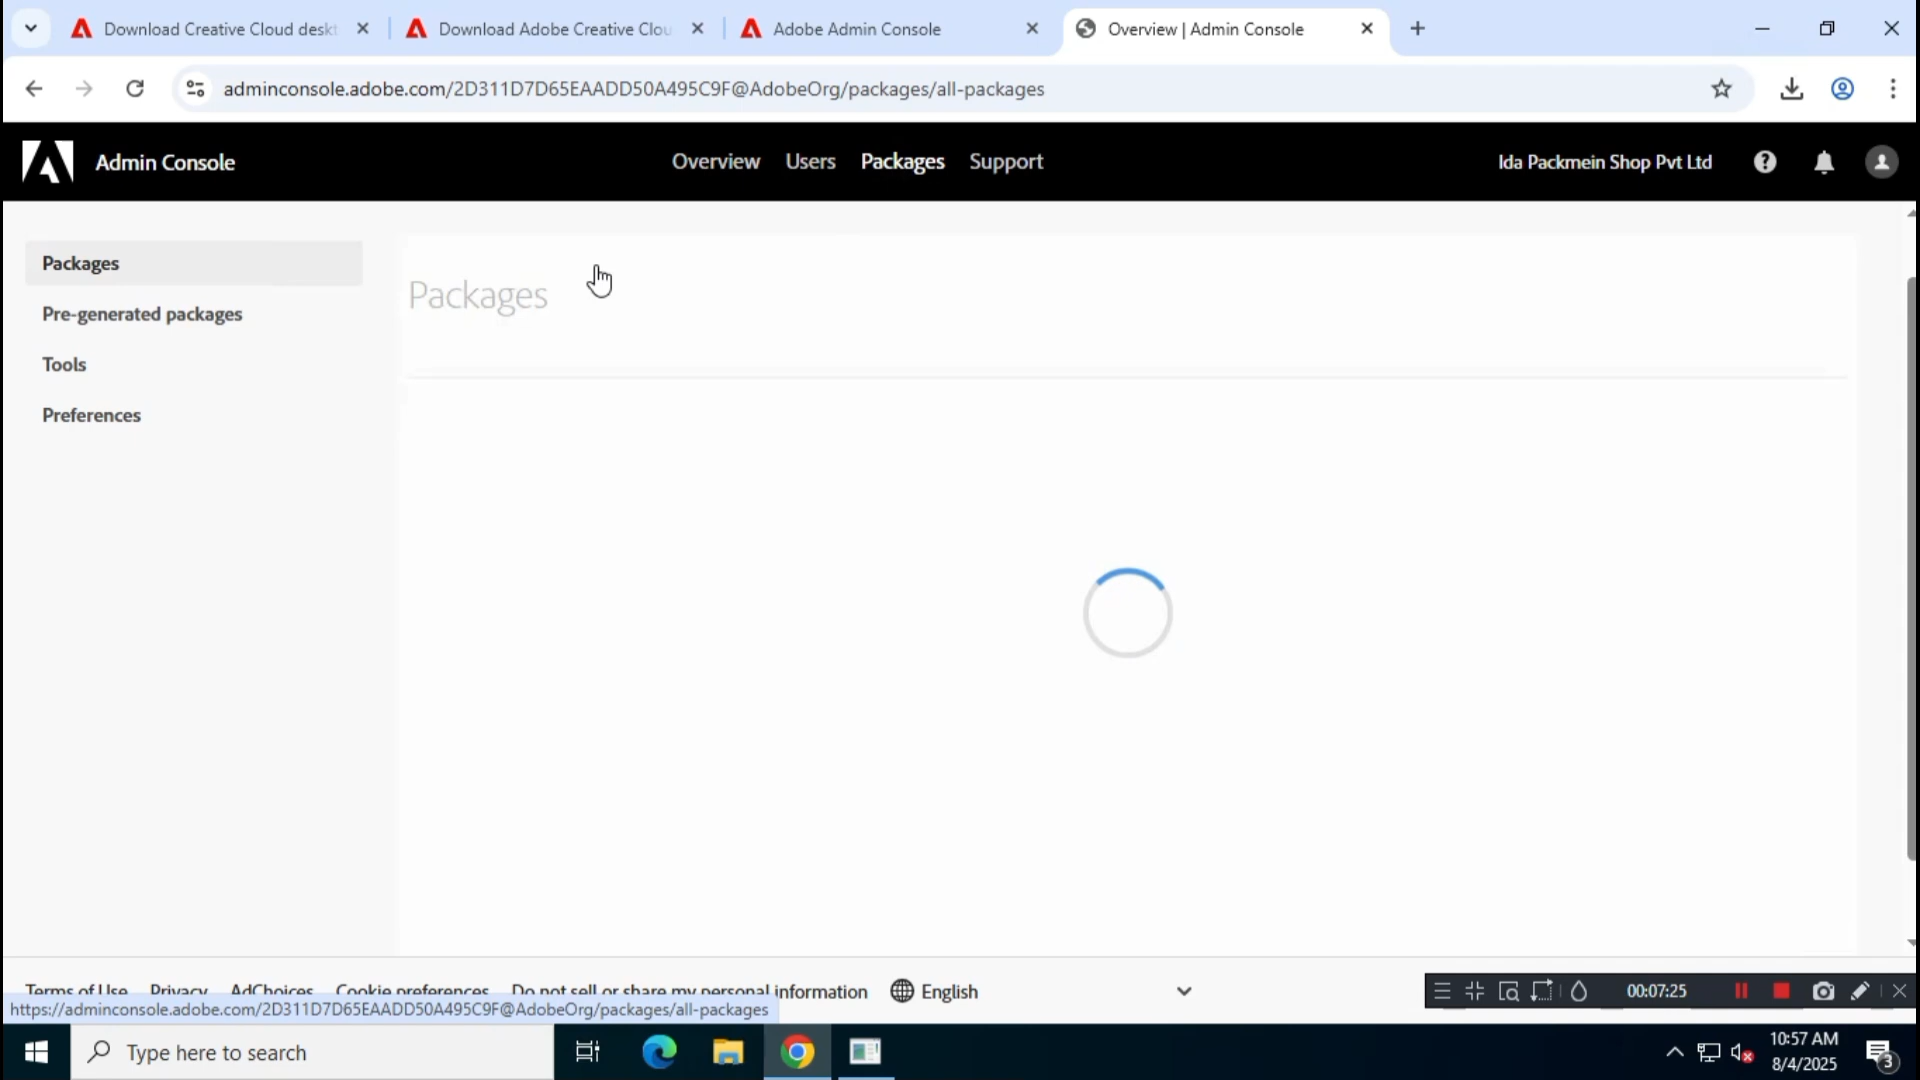 Download Creative Cloud deskt
Download Adobe Creative Clou
Adobe Admin Console
Overview | Admin Console
adminconsole.adobe.com/2D311D7D65EAADD50A495C9F@AdobeOrg/packages/all-packages
Admin Console
Overview
Users
Packages
Support
Ida Packmein Shop Pvt Ltd
Packages
Pre-generated packages
Tools
Preferences
Packages
Terms of Use
Privacy
AdChoices
Cookie preferences
Do not sell or share my personal information
English
00:07:25
https://adminconsole.adobe.com/2D311D7D65EAADD50A495C9F@AdobeOrg/packages/all-packages
Type here to search
10:57 AM
8/4/2025
3